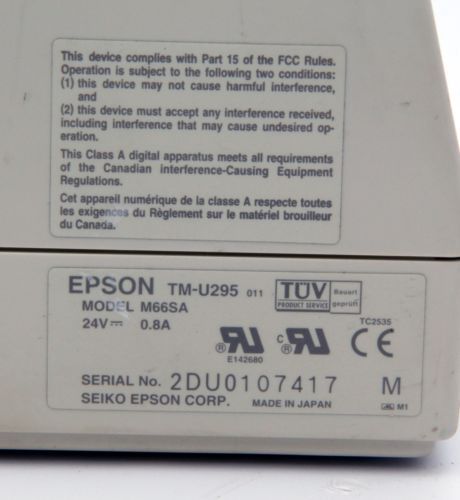 This device complies with Part 15 of the FCC Rules.
Operation is subject to the following two conditions:
(1) this device may not cause harmful interference,
and
(2) this device must accept any interference received,
including interference that may cause undesired op-
eration.
This Class A digital apparatus meets all requirements
of the Canadian Interference-Causing Equipment
Regulations.
Cet appareil numérique de la classe A respecte toutes
les exigences du Règlement sur le matériel brouilleur
du Canada.
EPSON TM-U295 011
TÜV Bauart
PRODUCT SERVICE geprüft
MODEL M66SA
24V⎓ 0.8A
TC2535
® c ® CE
E142680
SERIAL No. 2DU0107417 M
SEIKO EPSON CORP. MADE IN JAPAN
M1